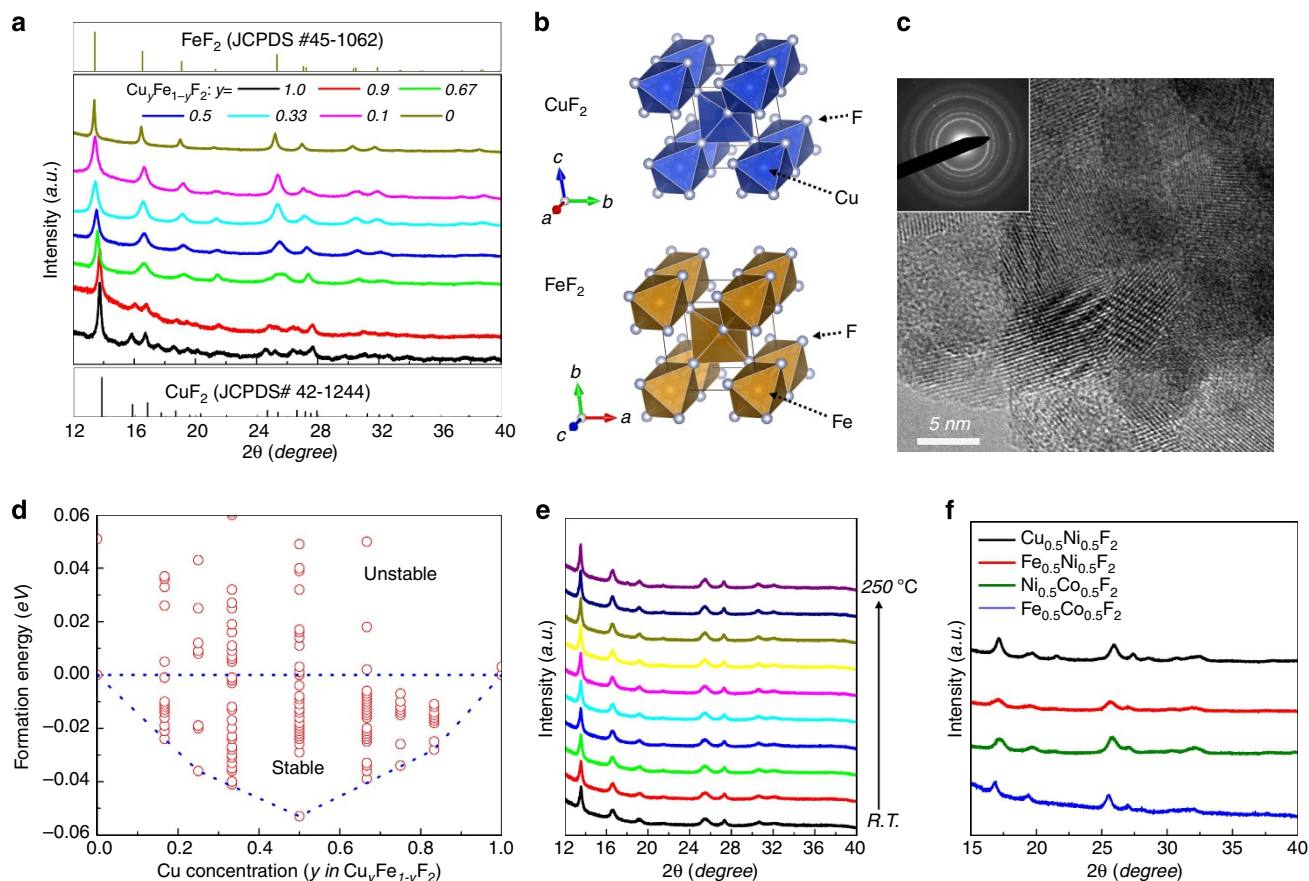 a
FeF2 (JCPDS #45-1062)
CuyFe1–yF2: y=
1.0
0.9
0.67
0.5
0.33
0.1
0
Intensity (a.u.)
CuF2 (JCPDS# 42-1244)
12 16 20 24 28 32 36 40
2θ (degree)
b
CuF2
F
Cu
c
b
a
FeF2
F
Fe
b
a
c
c
5 nm
d
Formation energy (eV)
0.06
0.04
0.02
0.00
–0.02
–0.04
–0.06
Unstable
Stable
0.0 0.2 0.4 0.6 0.8 1.0
Cu concentration (y in CuyFe1-yF2)
e
Intensity (a.u.)
250 °C
R.T.
12 16 20 24 28 32 36 40
2θ (degree)
f
Cu0.5Ni0.5F2
Fe0.5Ni0.5F2
Ni0.5Co0.5F2
Fe0.5Co0.5F2
Intensity (a.u.)
15 20 25 30 35 40
2θ (degree)